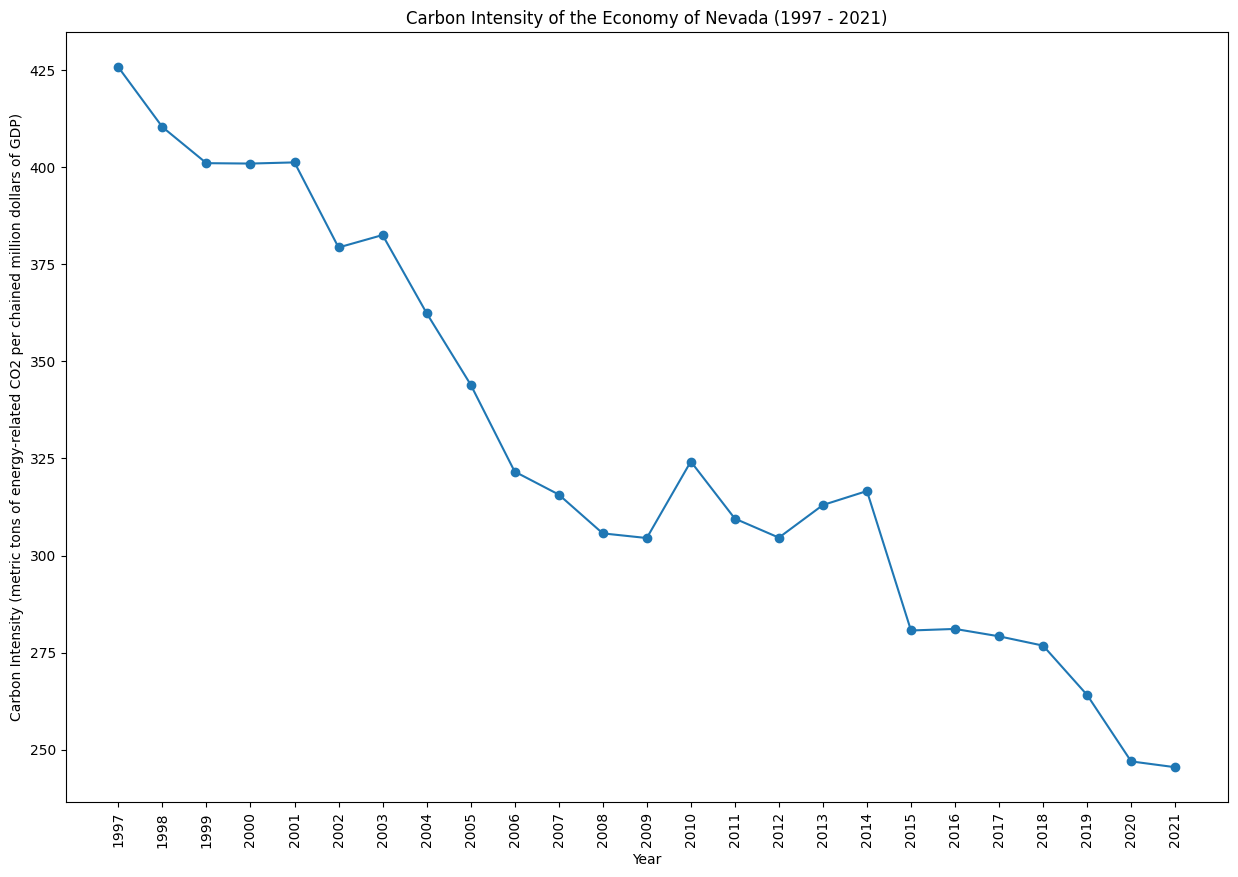 Carbon Intensity of the Economy of Nevada (1997 - 2021)
Carbon Intensity (metric tons of energy-related CO2 per chained million dollars of GDP)
425
400
375
350
325
300
275
250
1997 1998 1999 2000 2001 2002 2003 2004 2005 2006 2007 2008 2009 2010 2011 2012 2013 2014 2015 2016 2017 2018 2019 2020 2021
Year